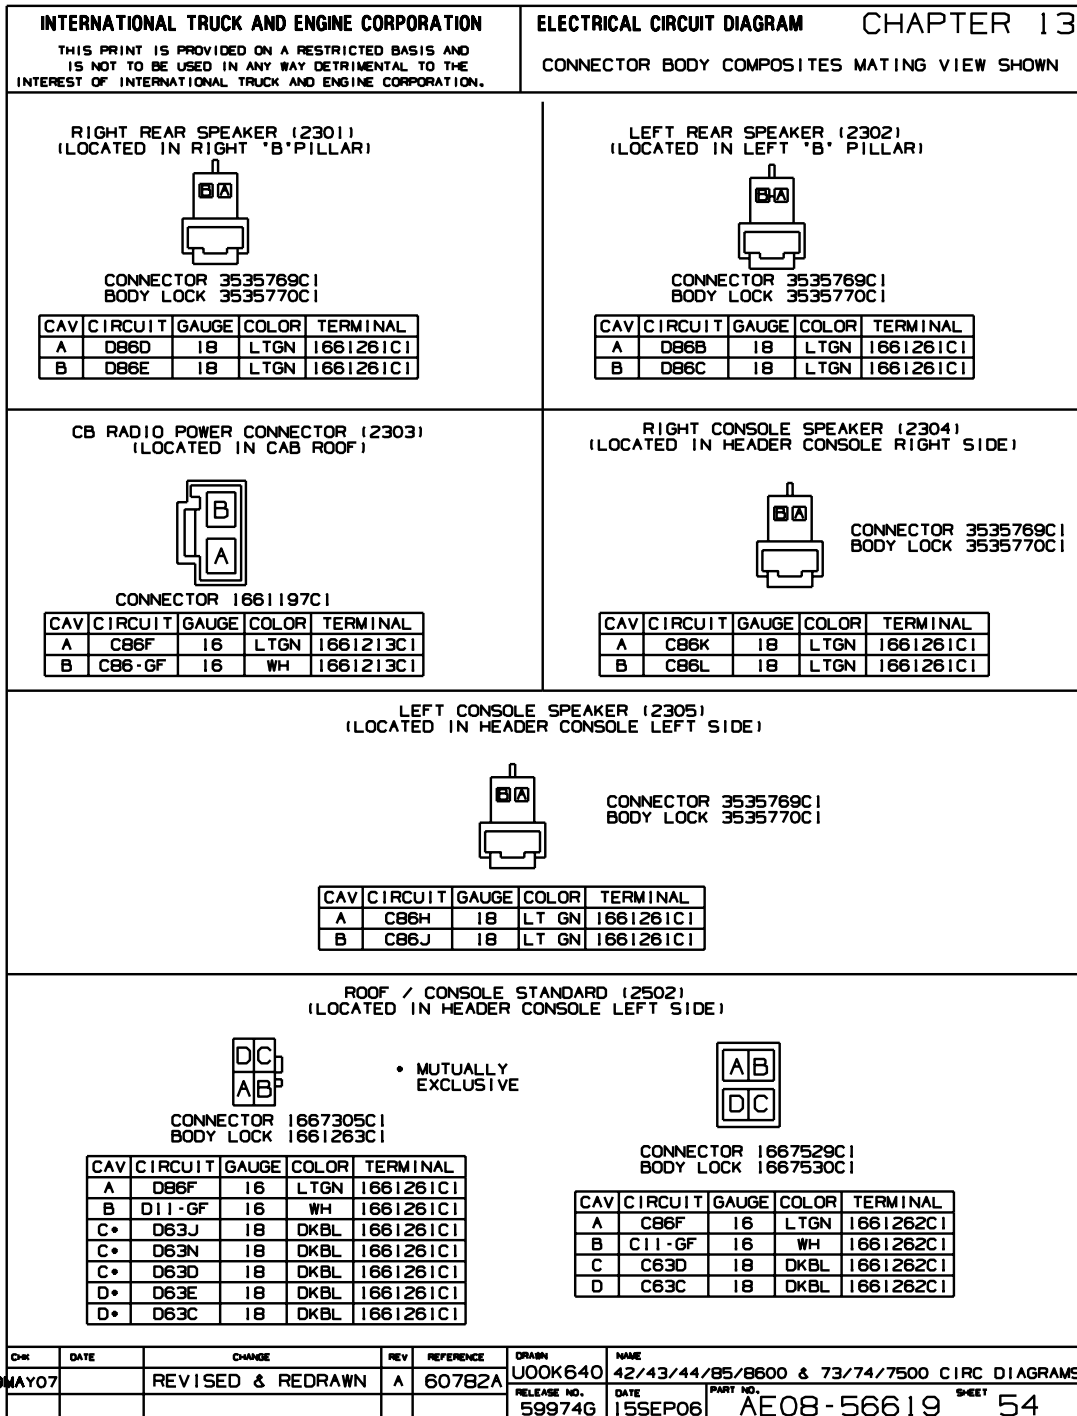 INTERNATIONAL TRUCK AND ENGINE CORPORATION
THIS PRINT IS PROVIDED ON A RESTRICTED BASIS AND
IS NOT TO BE USED IN ANY WAY DETRIMENTAL TO THE
INTEREST OF INTERNATIONAL TRUCK AND ENGINE CORPORATION.
ELECTRICAL CIRCUIT DIAGRAM CHAPTER 13
CONNECTOR BODY COMPOSITES MATING VIEW SHOWN
RIGHT REAR SPEAKER (2301)
(LOCATED IN RIGHT "B"PILLAR)
B A
CONNECTOR 3535769C1
BODY LOCK 3535770C1
CAV CIRCUIT GAUGE COLOR TERMINAL
A D86D 18 LTGN 1661261C1
B D86E 18 LTGN 1661261C1
LEFT REAR SPEAKER (2302)
(LOCATED IN LEFT "B" PILLAR)
B A
CONNECTOR 3535769C1
BODY LOCK 3535770C1
CAV CIRCUIT GAUGE COLOR TERMINAL
A D86B 18 LTGN 1661261C1
B D86C 18 LTGN 1661261C1
CB RADIO POWER CONNECTOR (2303)
(LOCATED IN CAB ROOF)
B
A
CONNECTOR 1661197C1
CAV CIRCUIT GAUGE COLOR TERMINAL
A C86F 16 LTGN 1661213C1
B C86-GF 16 WH 1661213C1
RIGHT CONSOLE SPEAKER (2304)
(LOCATED IN HEADER CONSOLE RIGHT SIDE)
B A
CONNECTOR 3535769C1
BODY LOCK 3535770C1
CAV CIRCUIT GAUGE COLOR TERMINAL
A C86K 18 LTGN 1661261C1
B C86L 18 LTGN 1661261C1
LEFT CONSOLE SPEAKER (2305)
(LOCATED IN HEADER CONSOLE LEFT SIDE)
B A
CONNECTOR 3535769C1
BODY LOCK 3535770C1
CAV CIRCUIT GAUGE COLOR TERMINAL
A C86H 18 LT GN 1661261C1
B C86J 18 LT GN 1661261C1
ROOF / CONSOLE STANDARD (2502)
(LOCATED IN HEADER CONSOLE LEFT SIDE)
D C
A B
• MUTUALLY
EXCLUSIVE
CONNECTOR 1667305C1
BODY LOCK 1661263C1
CAV CIRCUIT GAUGE COLOR TERMINAL
A D86F 16 LTGN 1661261C1
B D11-GF 16 WH 1661261C1
C• D63J 18 DKBL 1661261C1
C• D63N 18 DKBL 1661261C1
C• D63D 18 DKBL 1661261C1
D• D63E 18 DKBL 1661261C1
D• D63C 18 DKBL 1661261C1
A B
D C
CONNECTOR 1667529C1
BODY LOCK 1667530C1
CAV CIRCUIT GAUGE COLOR TERMINAL
A C86F 16 LTGN 1661262C1
B C11-GF 16 WH 1661262C1
C C63D 18 DKBL 1661262C1
D C63C 18 DKBL 1661262C1
CHK DATE CHANGE REV REFERENCE
MAY07 REVISED & REDRAWN A 60782A
DRAWN U00K640
NAME 42/43/44/85/8600 & 73/74/7500 CIRC DIAGRAMS
RELEASE NO. 59974G
DATE 15SEP06
PART NO. AE08-56619
SHEET 54